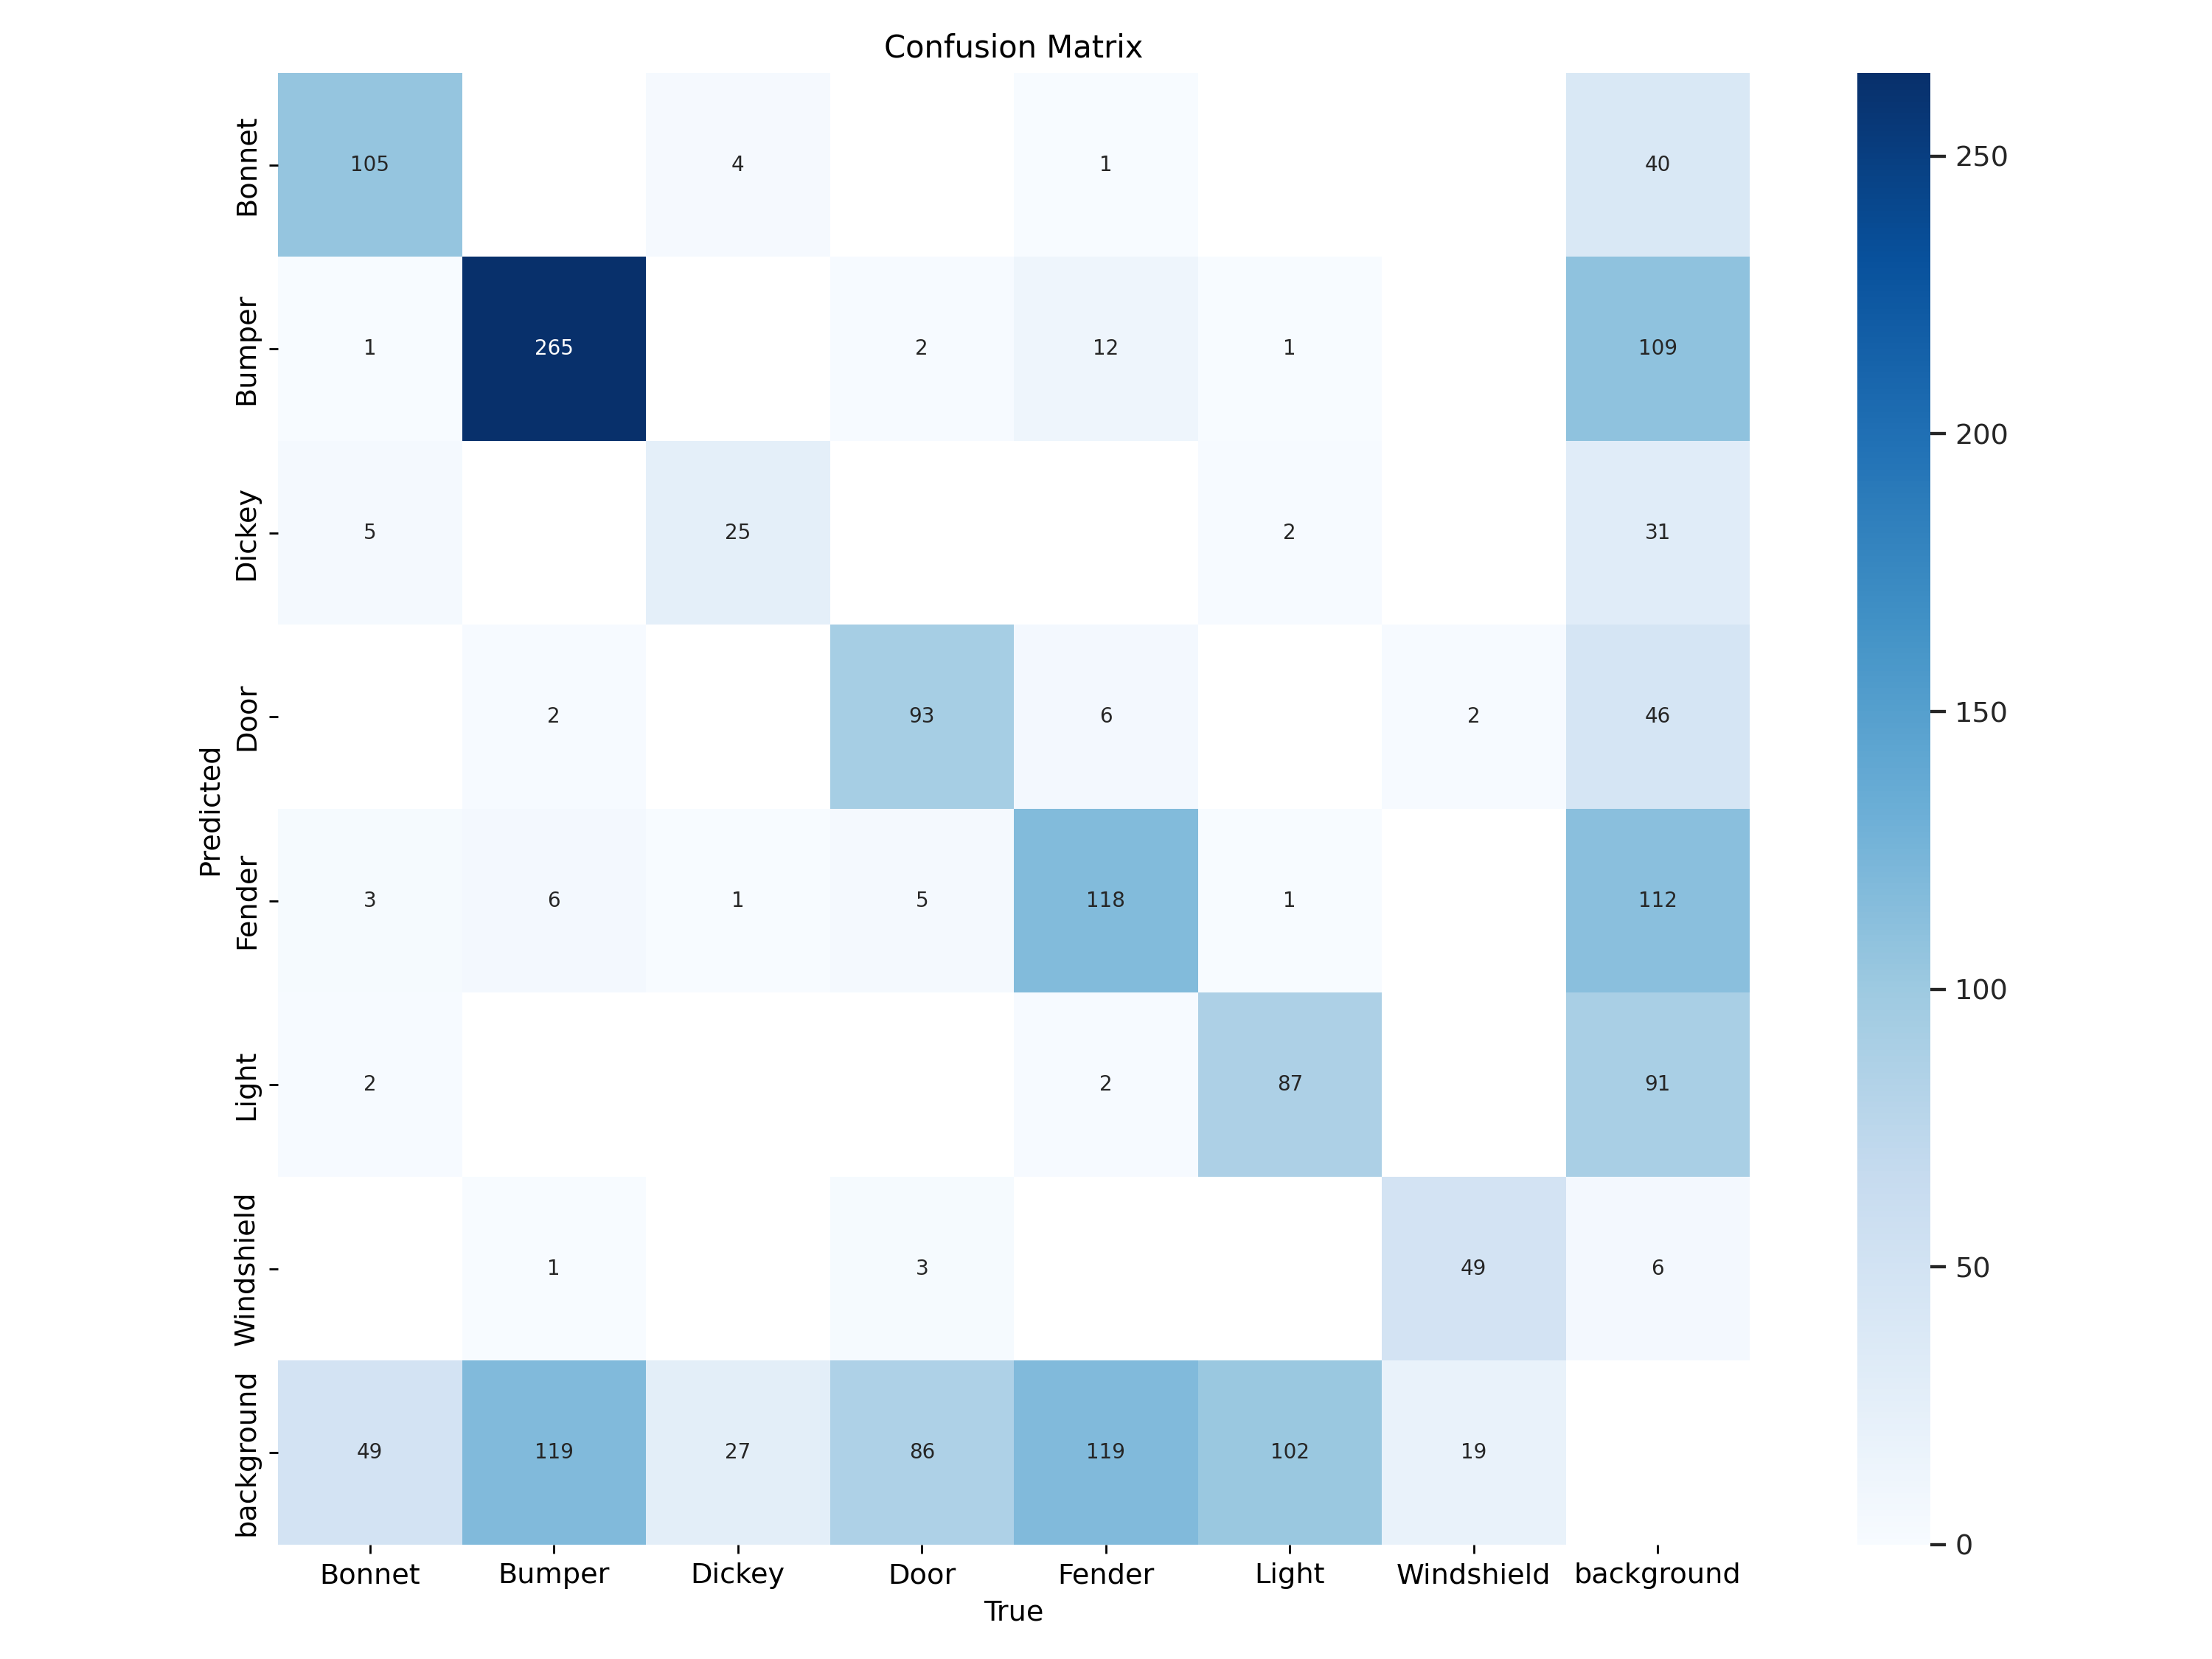 Confusion Matrix
Predicted
Bonnet 105 4 1 40
Bumper 1 265 2 12 1 109
Dickey 5 25 2 31
Door 2 93 6 2 46
Fender 3 6 1 5 118 1 112
Light 2 2 87 91
Windshield 1 3 49 6
background 49 119 27 86 119 102 19
Bonnet Bumper Dickey Door Fender Light Windshield background
True
250
200
150
100
50
0